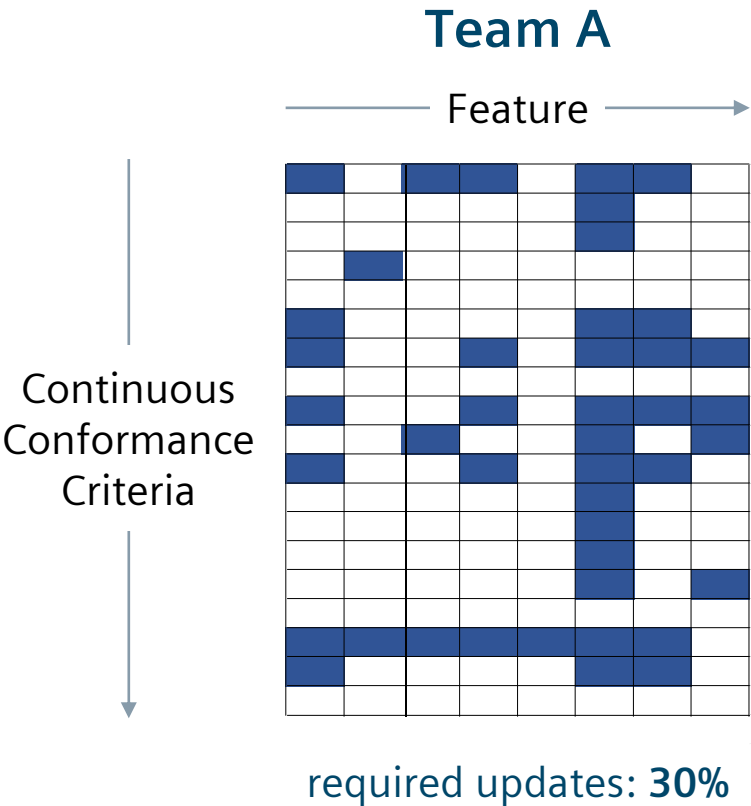 Team A
Feature
Continuous
Conformance
Criteria
required updates: 30%